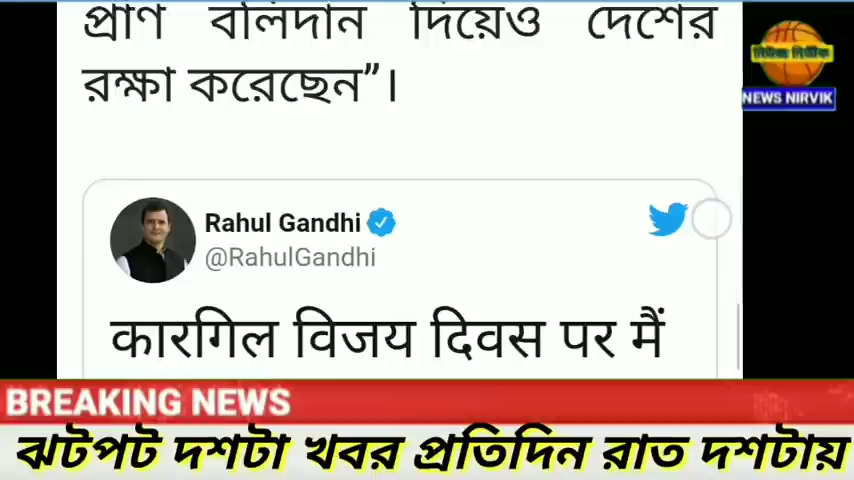 প্রাণ বলিদান দিয়েও দেশের
রক্ষা করেছেন”।
NEWS NIRVIK
Rahul Gandhi
@RahulGandhi
कारगिल विजय दिवस पर मैं
BREAKING NEWS
ঝটপট দশটা খবর প্রতিদিন রাত দশটায়